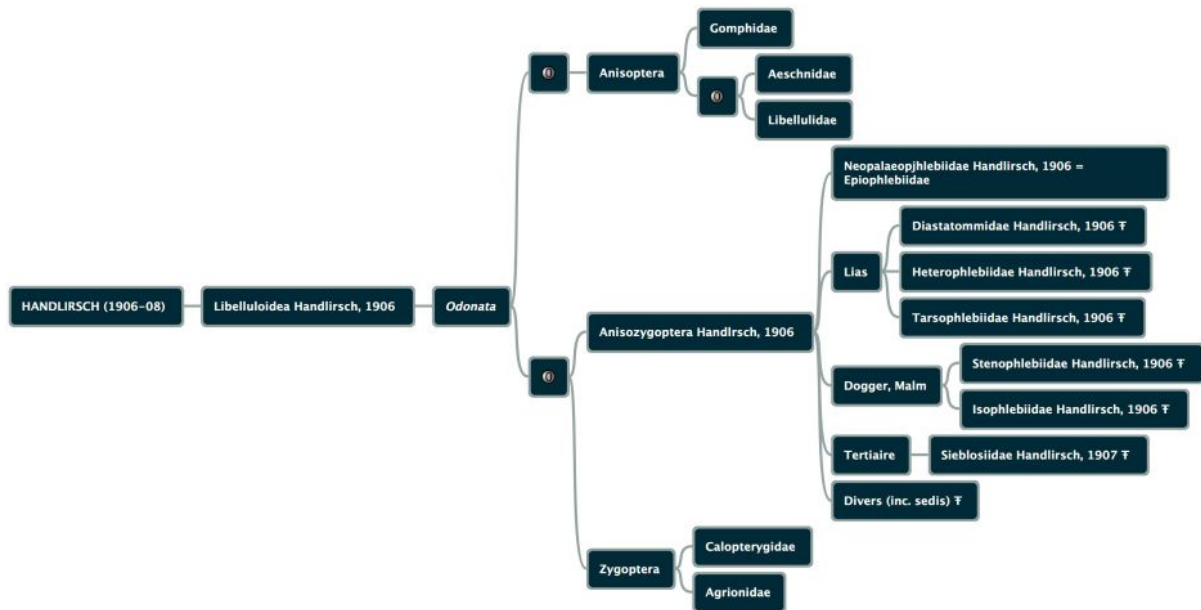 HANDLIRSCH (1906-08)
Libelluloidea Handlirsch, 1906
Odonata
Anisoptera
Gomphidae
Aeschnidae
Libellulidae
Anisozygoptera Handlrsch, 1906
Neopalaeopjhlebiidae Handlirsch, 1906 =
Epiophlebiidae
Lias
Diastatommidae Handlirsch, 1906 Ŧ
Heterophlebiidae Handlirsch, 1906 Ŧ
Tarsophlebiidae Handlirsch, 1906 Ŧ
Dogger, Malm
Stenophlebiidae Handlirsch, 1906 Ŧ
Isophlebiidae Handlirsch, 1906 Ŧ
Tertiaire
Sieblosiidae Handlirsch, 1907 Ŧ
Divers (inc. sedis) Ŧ
Zygoptera
Calopterygidae
Agrionidae